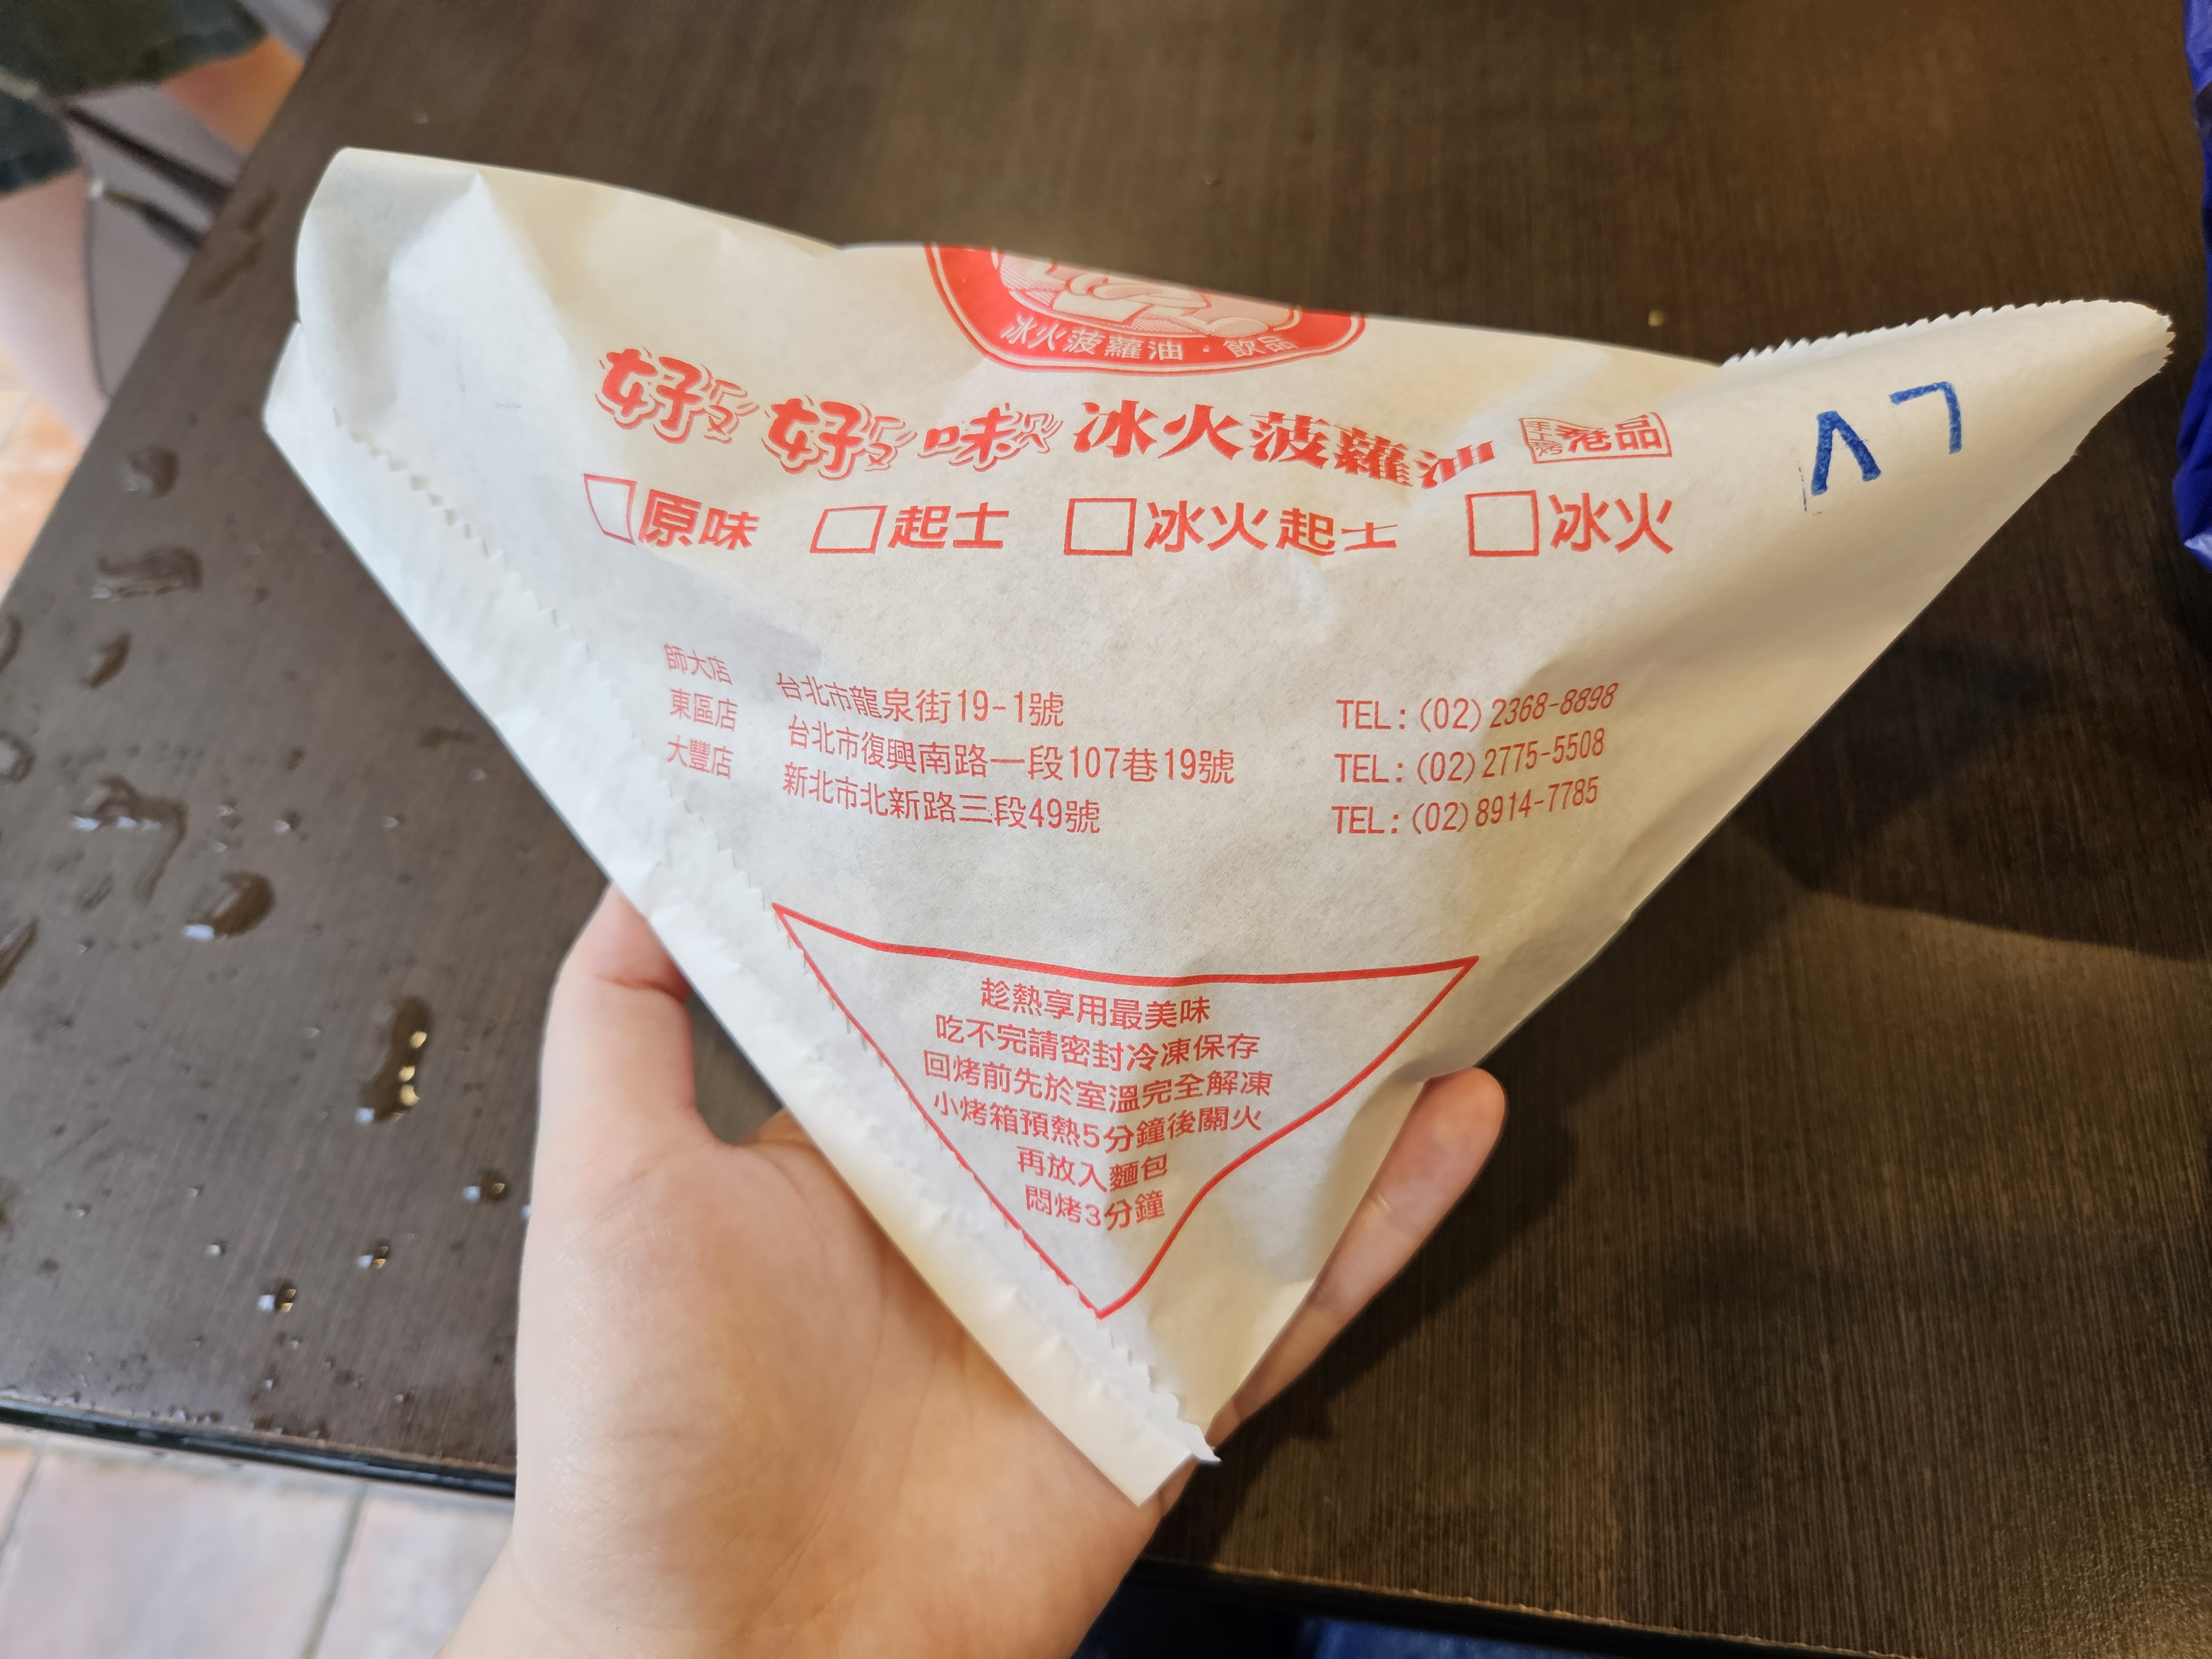 冰火菠蘿油・飲品
好好味冰火菠蘿油 手工烤 港品
原味 起士 冰火起士 冰火
師大店 台北市龍泉街19-1號 TEL:(02)2368-8898
東區店 台北市復興南路一段107巷19號 TEL:(02)2775-5508
大豐店 新北市北新路三段49號 TEL:(02)8914-7785
趁熱享用最美味
吃不完請密封冷凍保存
回烤前先於室溫完全解凍
小烤箱預熱5分鐘後關火
再放入麵包
悶烤3分鐘